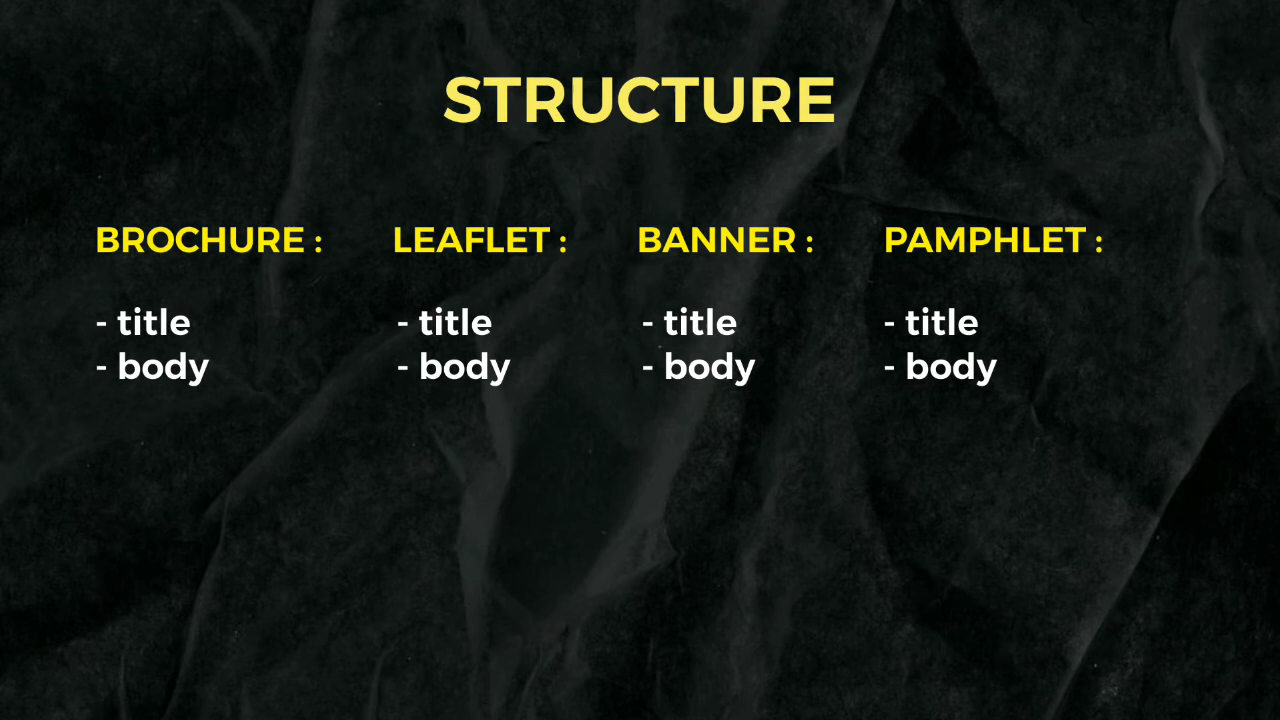 STRUCTURE
BROCHURE :
- title
- body
LEAFLET :
- title
- body
BANNER :
- title
- body
PAMPHLET :
- title
- body